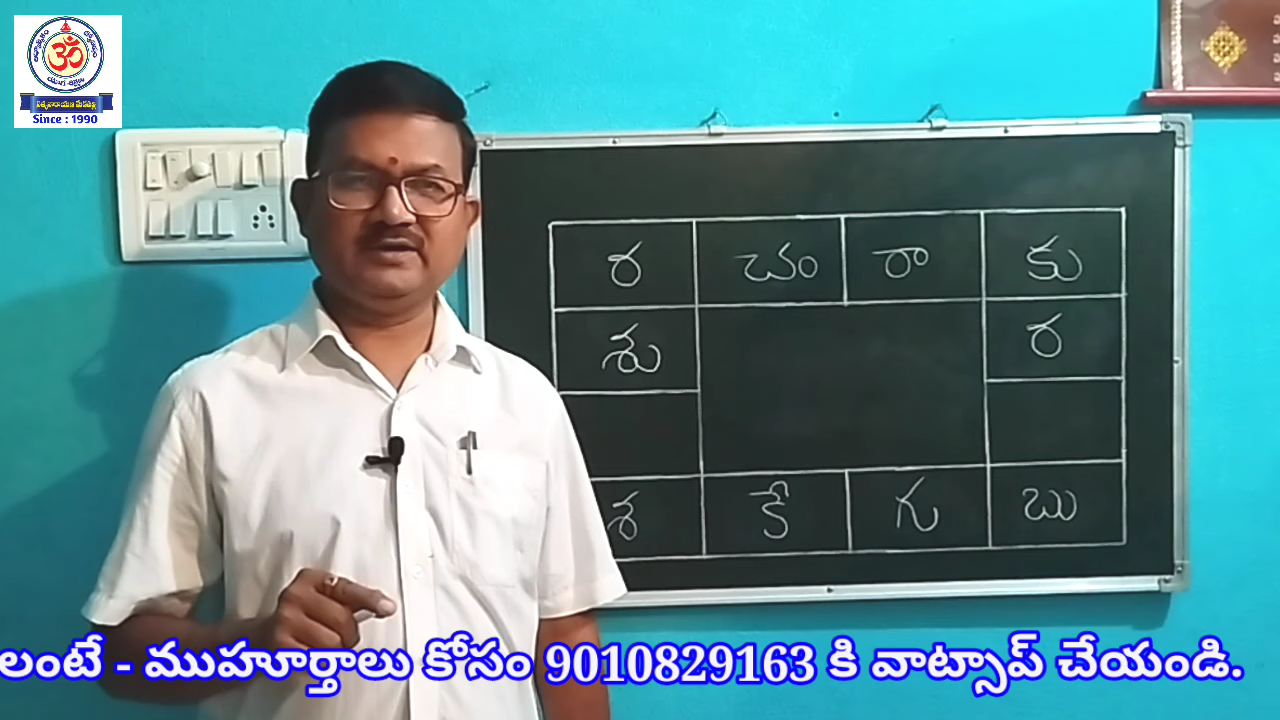 Since : 1990
ర చం రా కు
శు ర
శ కే గు బు
లంటే - ముహూర్తాలు కోసం 9010829163 కి వాట్సాప్ చేయండి.